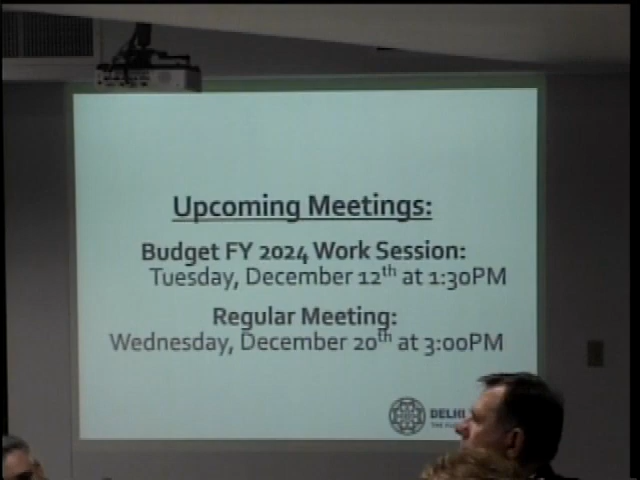 Upcoming Meetings:
Budget FY 2024 Work Session:
Tuesday, December 12th at 1:30PM
Regular Meeting:
Wednesday, December 20th at 3:00PM
DELHI